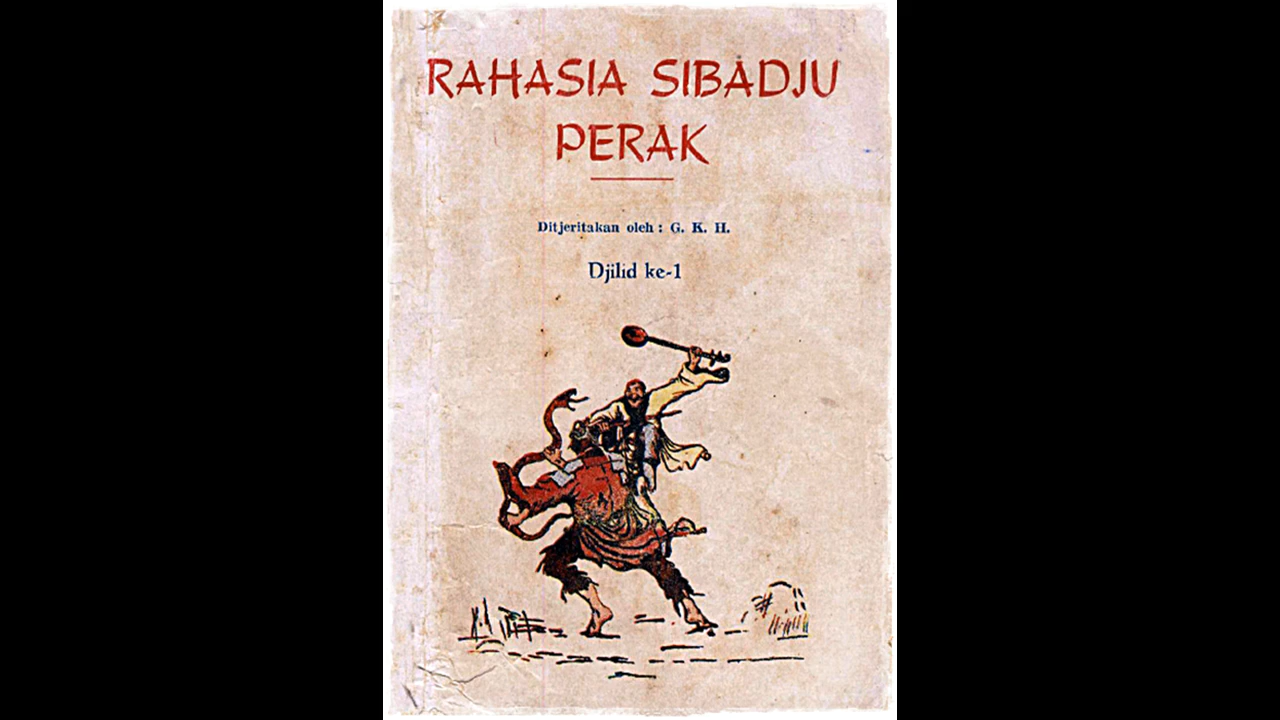 RAHASIA SIBADJU
PERAK
Ditjeritakan oleh : G. K. H.
Djilid ke-1